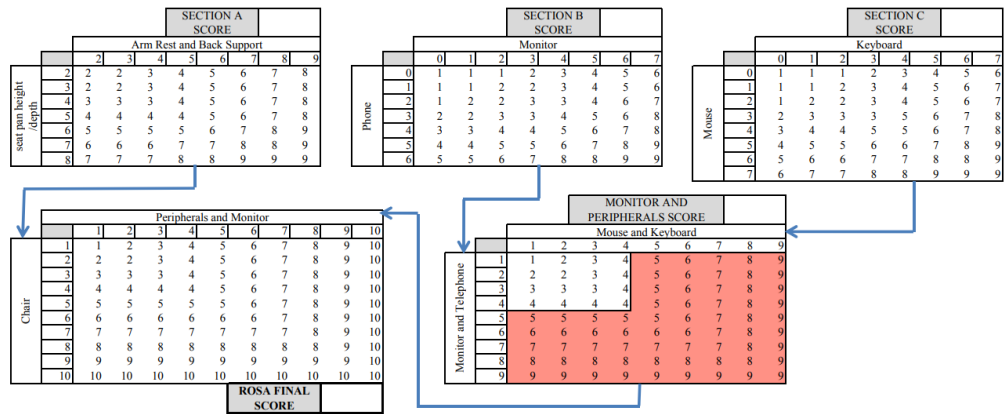 SECTION A
SCORE
Arm Rest and Back Support
2 3 4 5 6 7 8 9
seat pan height
/depth
2 2 2 3 4 5 6 7 8
3 2 2 3 4 5 6 7 8
4 3 3 3 4 5 6 7 8
5 4 4 4 4 5 6 7 8
6 5 5 5 5 6 7 8 9
7 6 6 6 7 7 8 8 9
8 7 7 7 8 8 9 9 9
SECTION B
SCORE
Monitor
0 1 2 3 4 5 6 7
Phone
0 1 1 1 2 3 4 5 6
1 1 1 2 2 3 4 5 6
2 1 2 2 3 3 4 6 7
3 2 2 3 3 4 5 6 8
4 3 3 4 4 5 6 7 8
5 4 4 5 5 6 7 8 9
6 5 5 6 7 8 8 9 9
SECTION C
SCORE
Keyboard
0 1 2 3 4 5 6 7
Mouse
0 1 1 1 2 3 4 5 6
1 1 1 2 3 4 5 6 7
2 1 2 2 3 4 5 6 7
3 2 3 3 3 5 6 7 8
4 3 4 4 5 5 6 7 8
5 4 5 5 6 6 7 8 9
6 5 6 6 7 7 8 8 9
7 6 7 7 8 8 9 9 9
Peripherals and Monitor
1 2 3 4 5 6 7 8 9 10
Chair
1 1 2 3 4 5 6 7 8 9 10
2 2 2 3 4 5 6 7 8 9 10
3 3 3 3 4 5 6 7 8 9 10
4 4 4 4 4 5 6 7 8 9 10
5 5 5 5 5 5 6 7 8 9 10
6 6 6 6 6 6 6 7 8 9 10
7 7 7 7 7 7 7 7 8 9 10
8 8 8 8 8 8 8 8 8 9 10
9 9 9 9 9 9 9 9 9 9 10
10 10 10 10 10 10 10 10 10 10 10
ROSA FINAL
SCORE
MONITOR AND
PERIPHERALS SCORE
Mouse and Keyboard
1 2 3 4 5 6 7 8 9
Monitor and Telephone
1 1 2 3 4 5 6 7 8 9
2 2 2 3 4 5 6 7 8 9
3 3 3 3 4 5 6 7 8 9
4 4 4 4 4 5 6 7 8 9
5 5 5 5 5 5 6 7 8 9
6 6 6 6 6 6 6 7 8 9
7 7 7 7 7 7 7 7 8 9
8 8 8 8 8 8 8 8 8 9
9 9 9 9 9 9 9 9 9 9